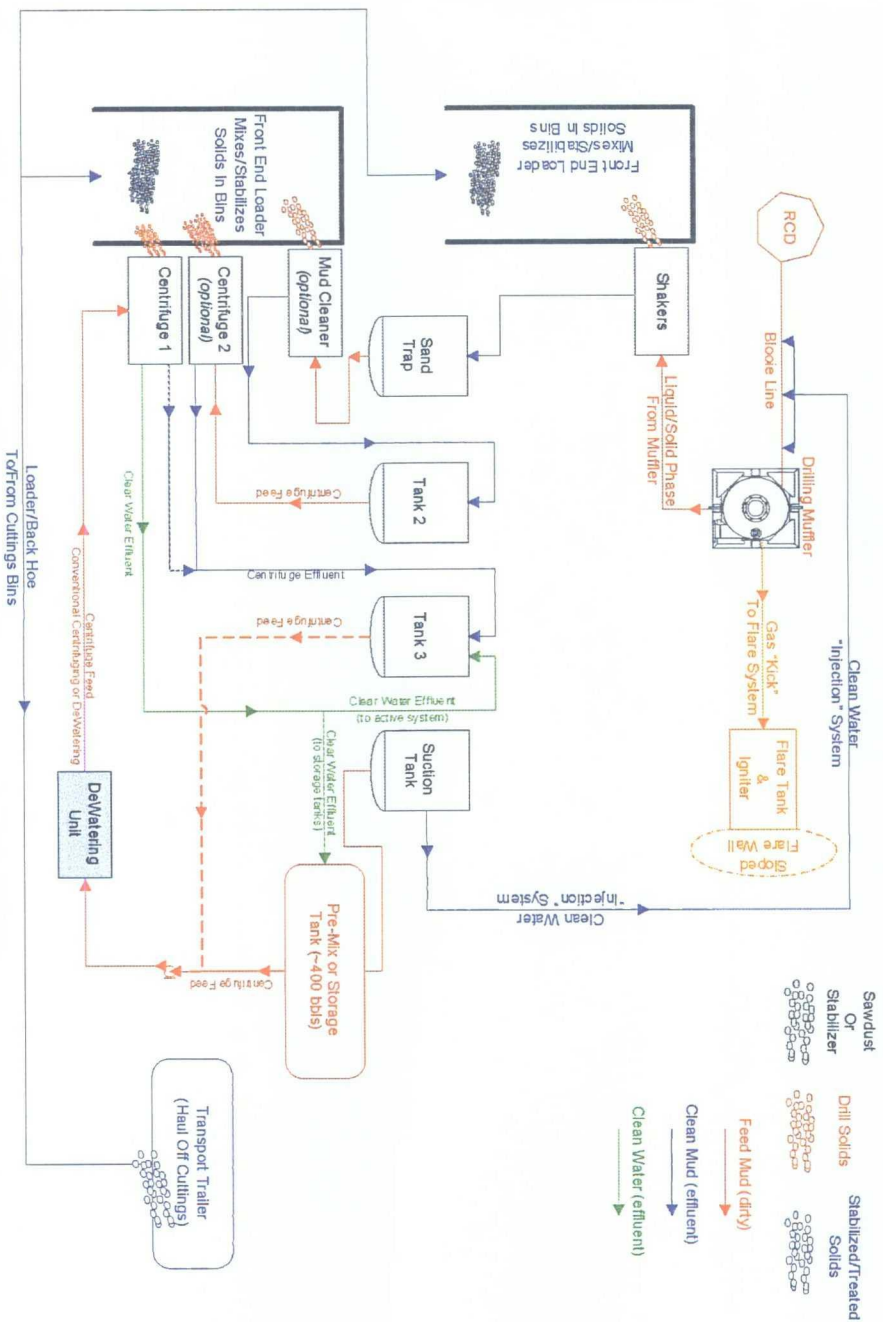 Sawdust
Or
Stabilizer
Drill Solids
Stabilized/Treated
Solids
Feed Mud (dirty)
Clean Mud (effluent)
Clean Water (effluent)
Clean Water
"Injection" System
RCD
Blooie Line
Drilling Muffler
Gas "Kick"
To Flare System
Flare Tank
&
Igniter
Sloped
Flare Wall
Liquid/Solid Phase
From Muffler
Clean Water
"Injection" System
Front End Loader
Mixes/Stabilizes
Solids In Bins
Shakers
Sand
Trap
Tank 2
Tank 3
Suction
Tank
Centrifuge Feed
Centrifuge Feed
Clear Water Effluent
(to active system)
Clear Water Effluent
(to storage tanks)
Pre-Mix or Storage
Tank (~400 bbls)
Centrifuge Feed
Front End Loader
Mixes/Stabilizes
Solids In Bins
Mud Cleaner
(optional)
Centrifuge 2
(optional)
Centrifuge 1
Centrifuge Effluent
Clear Water Effluent
Centrifuge Feed
Conventional Centrifuging or DeWatering
DeWatering
Unit
Transport Trailer
(Haul Off Cuttings)
Loader/Back Hoe
To/From Cuttings Bins